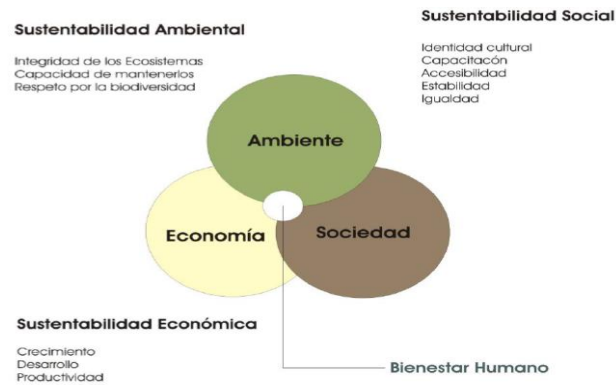 Sustentabilidad Ambiental
Integridad de los Ecosistemas
Capacidad de mantenerlos
Respeto por la biodiversidad
Sustentabilidad Social
Identidad cultural
Capacitacón
Accesibilidad
Estabilidad
Igualdad
Ambiente
Economía
Sociedad
Sustentabilidad Económica
Crecimiento
Desarrollo
Productividad
Bienestar Humano